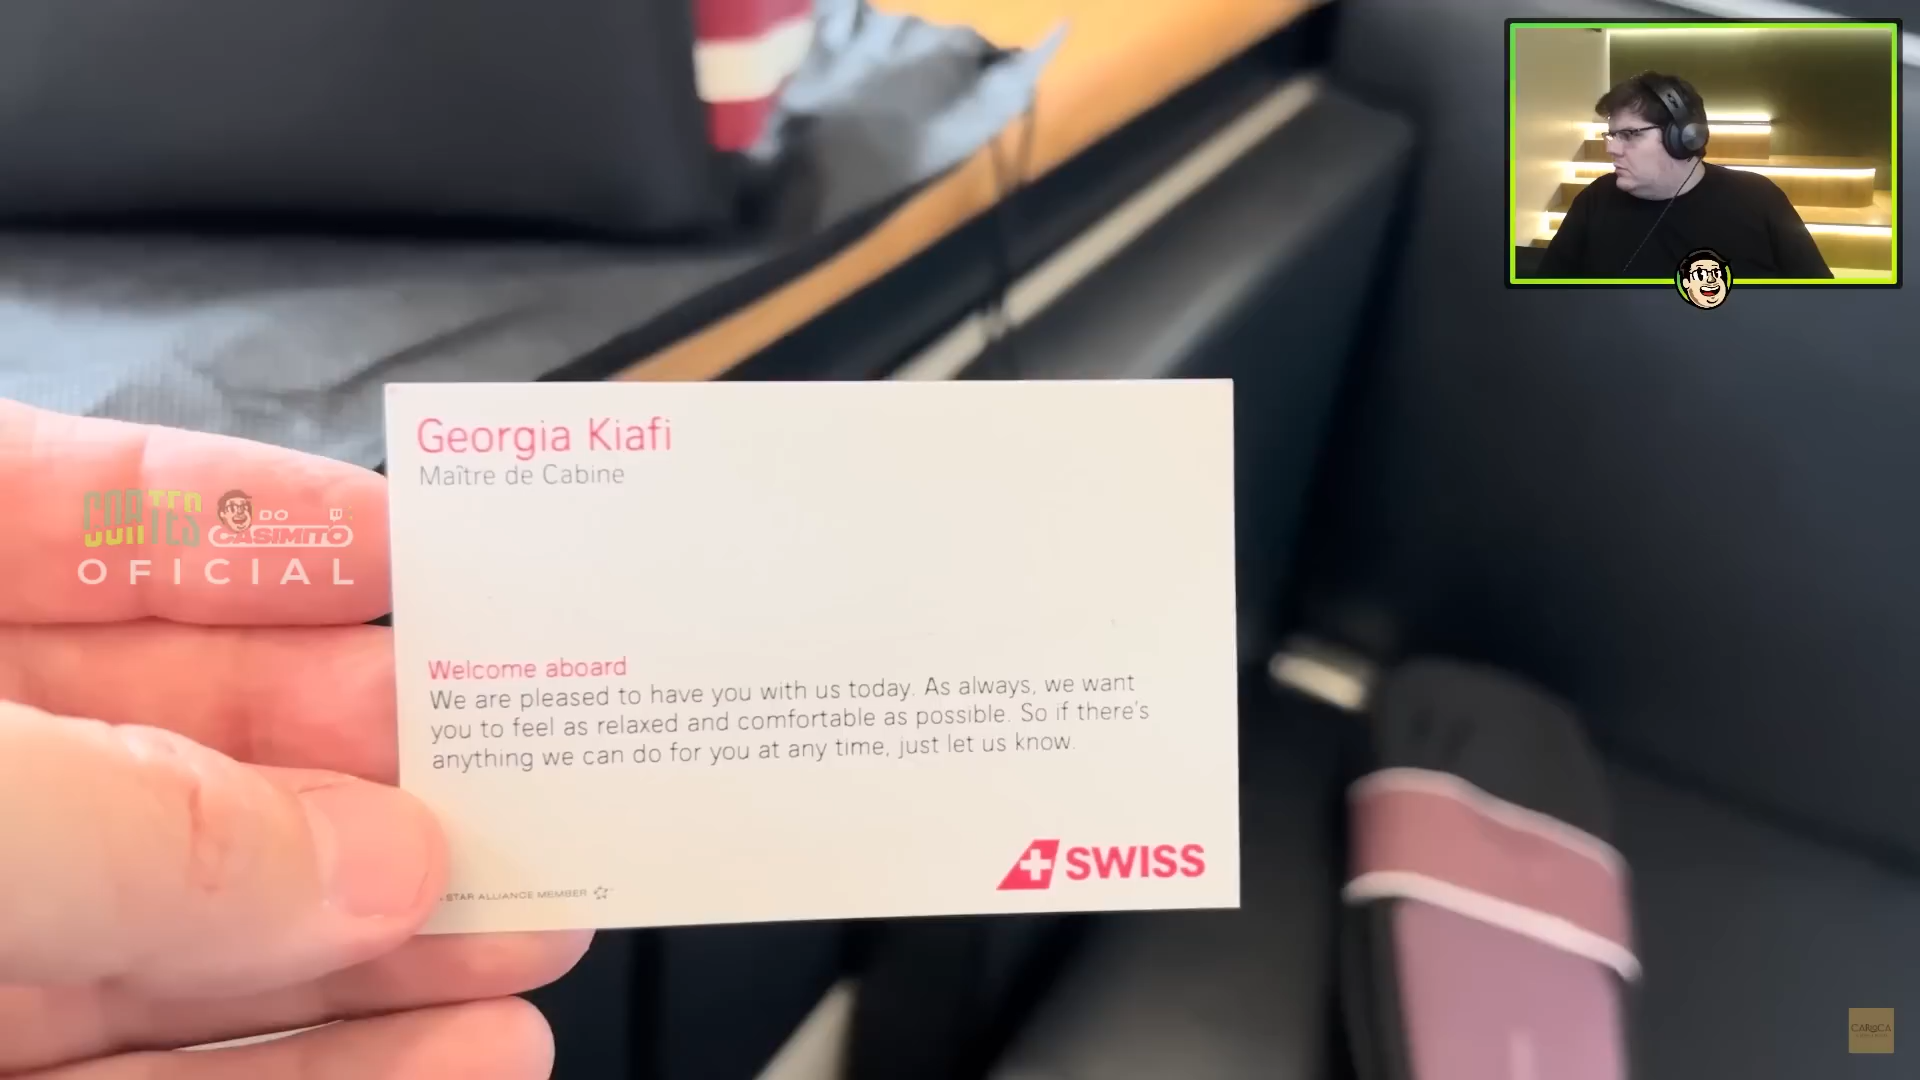 Georgia Kiafi
Maître de Cabine
CORTES DO
CASIMITO
OFICIAL
Welcome aboard
We are pleased to have you with us today. As always, we want
you to feel as relaxed and comfortable as possible. So if there's
anything we can do for you at any time, just let us know.
SWISS
STAR ALLIANCE MEMBER
CARIOCA